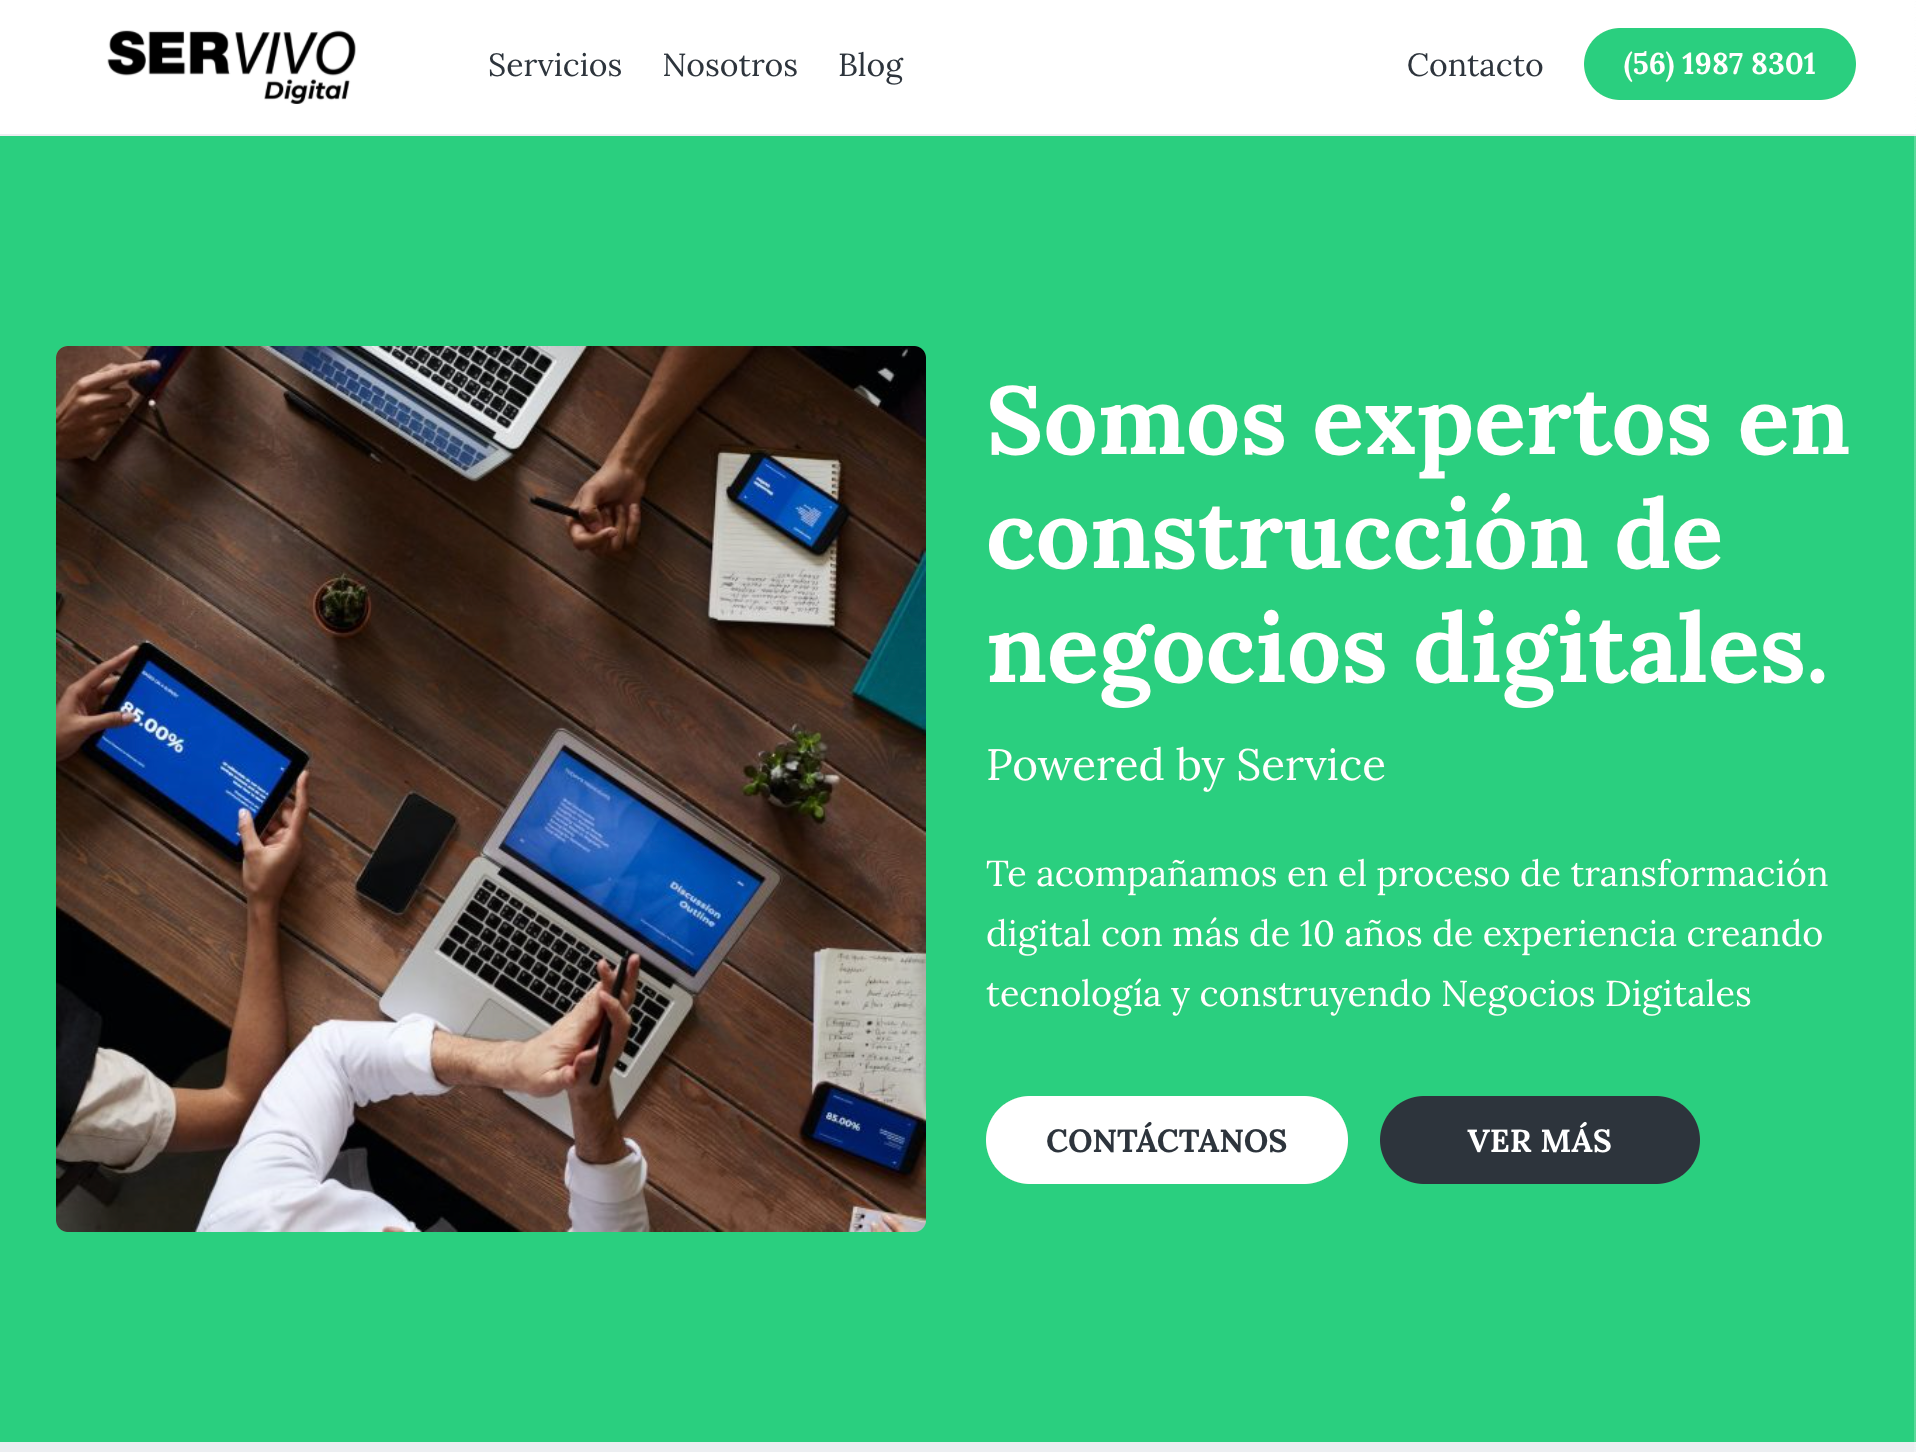 SERVIVO
Digital
Servicios
Nosotros
Blog
Contacto
(56) 1987 8301
Somos expertos en
construcción de
negocios digitales.
Powered by Service
Te acompañamos en el proceso de transformación
digital con más de 10 años de experiencia creando
tecnología y construyendo Negocios Digitales
CONTÁCTANOS
VER MÁS
85.00%
Discussion
Outline
85.00%